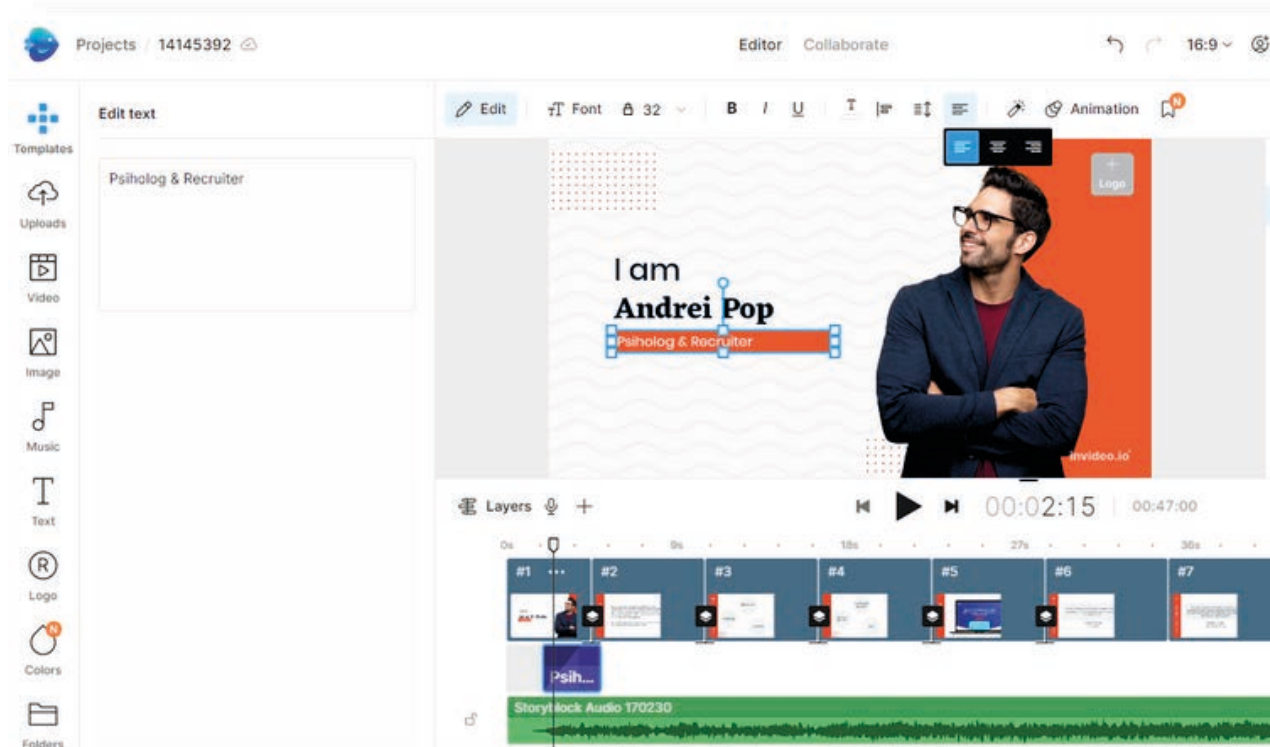 Projects / 14145392
Editor Collaborate
16:9
Edit text
Edit Font 32 B I U T Animation N
Templates
Uploads
Video
Image
Music
Text
Logo
N
Colors
Folders
Psiholog & Recruiter
Logo
I am
Andrei Pop
Psiholog & Recruiter
invideo.io
Layers
00:02:15 00:47:00
0s 9s 18s 27s 36s
#1 #2 #3 #4 #5 #6 #7
Psih...
Storyblock Audio 170230